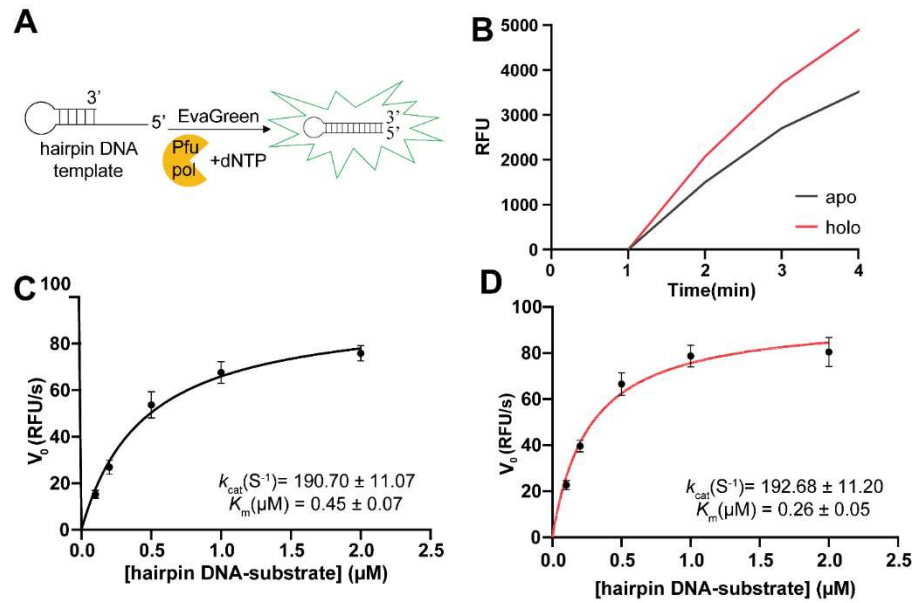 A
3’
5’
hairpin DNA
template
EvaGreen
Pfu
pol
+dNTP
3’
5’
B
RFU
5000
4000
3000
2000
1000
0
apo
holo
0 1 2 3 4
Time(min)
C
V0 (RFU/s)
100
80
60
40
20
0
kcat(S-1)= 190.70 ± 11.07
Km(µM) = 0.45 ± 0.07
0.0 0.5 1.0 1.5 2.0 2.5
[hairpin DNA-substrate] (µM)
D
V0 (RFU/s)
100
80
60
40
20
0
kcat(S-1)= 192.68 ± 11.20
Km(µM) = 0.26 ± 0.05
0.0 0.5 1.0 1.5 2.0 2.5
[hairpin DNA-substrate] (µM)